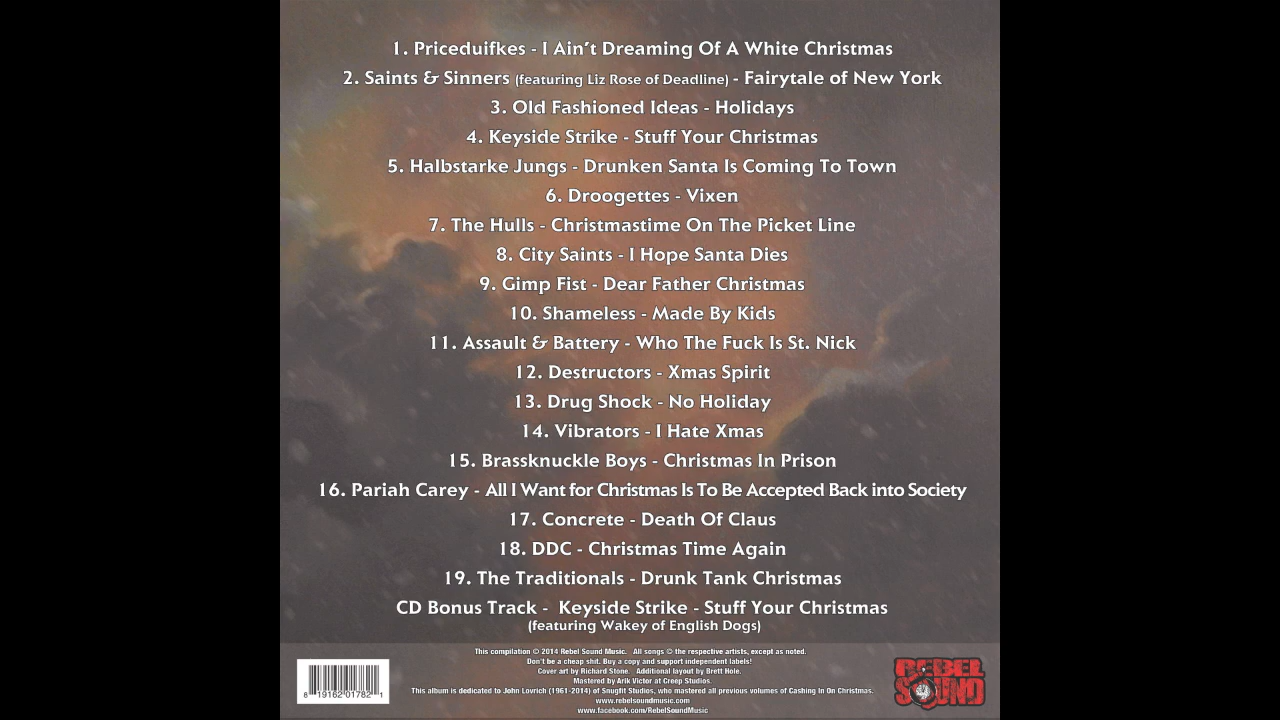 1. Priceduifkes - I Ain't Dreaming Of A White Christmas
2. Saints & Sinners (featuring Liz Rose of Deadline) - Fairytale of New York
3. Old Fashioned Ideas - Holidays
4. Keyside Strike - Stuff Your Christmas
5. Halbstarke Jungs - Drunken Santa Is Coming To Town
6. Droogettes - Vixen
7. The Hulls - Christmastime On The Picket Line
8. City Saints - I Hope Santa Dies
9. Gimp Fist - Dear Father Christmas
10. Shameless - Made By Kids
11. Assault & Battery - Who The Fuck Is St. Nick
12. Destructors - Xmas Spirit
13. Drug Shock - No Holiday
14. Vibrators - I Hate Xmas
15. Brassknuckle Boys - Christmas In Prison
16. Pariah Carey - All I Want for Christmas Is To Be Accepted Back into Society
17. Concrete - Death Of Claus
18. DDC - Christmas Time Again
19. The Traditionals - Drunk Tank Christmas
CD Bonus Track - Keyside Strike - Stuff Your Christmas
(featuring Wakey of English Dogs)
This compilation © 2014 Rebel Sound Music. All songs © the respective artists, except as noted.
Don't be a cheap shit. Buy a copy and support independent labels!
Cover art by Richard Stone. Additional layout by Brett Hole.
Mastered by Arik Victor at Creep Studios.
This album is dedicated to John Lovrich (1961-2014) of Snugfit Studios, who mastered all previous volumes of Cashing In On Christmas.
www.rebelsoundmusic.com
www.facebook.com/RebelSoundMusic
8 19162 01782 1
REBEL
SOUND